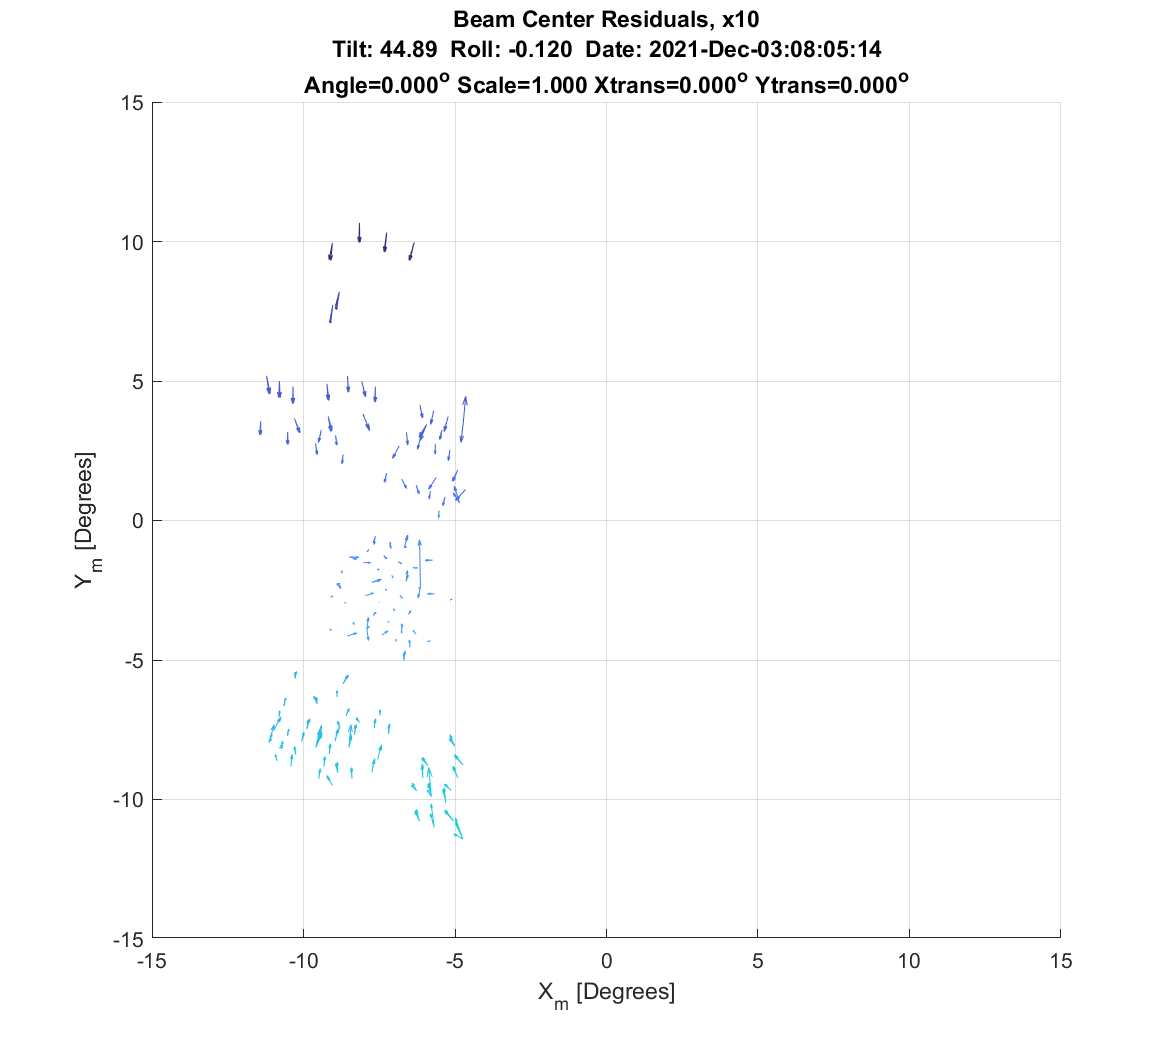 Beam Center Residuals, x10
Tilt: 44.89 Roll: -0.120 Date: 2021-Dec-03:08:05:14
Angle=0.000° Scale=1.000 Xtrans=0.000° Ytrans=0.000°
15
10
5
0
-5
-10
-15
Y_m [Degrees]
-15 -10 -5 0 5 10 15
X_m [Degrees]